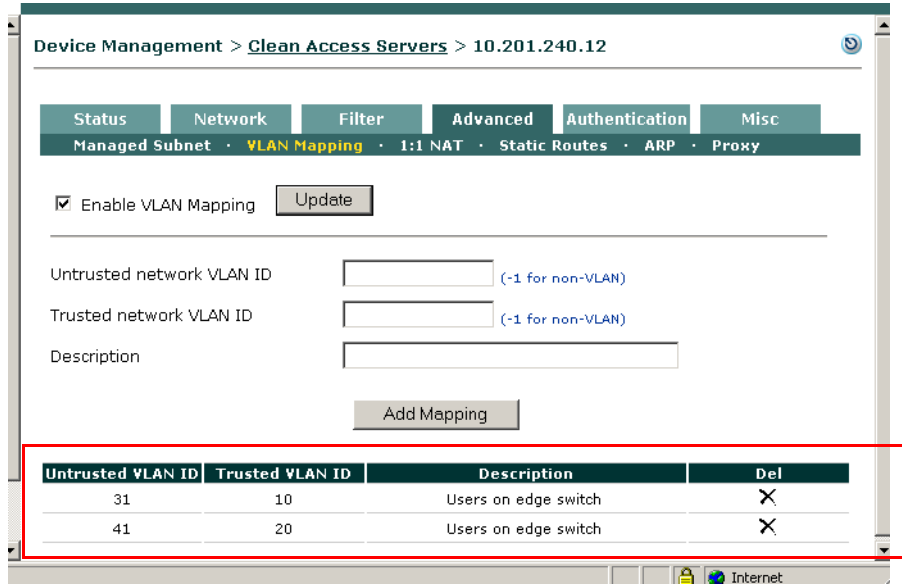 Device Management > Clean Access Servers > 10.201.240.12
Status Network Filter Advanced Authentication Misc
Managed Subnet · VLAN Mapping · 1:1 NAT · Static Routes · ARP · Proxy
Enable VLAN Mapping Update
Untrusted network VLAN ID (-1 for non-VLAN)
Trusted network VLAN ID (-1 for non-VLAN)
Description
Add Mapping
Untrusted VLAN ID Trusted VLAN ID Description Del
31 10 Users on edge switch
41 20 Users on edge switch
Internet